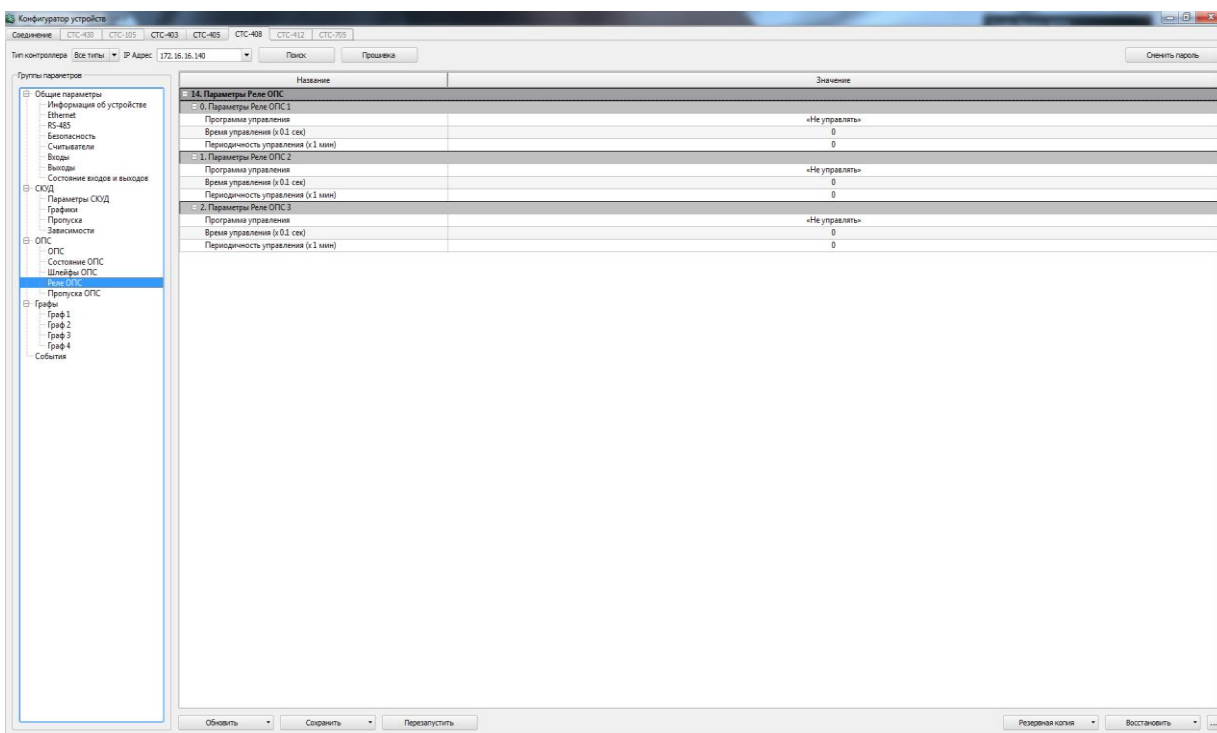 Конфигуратор устройств
Соединение СТС-430 СТС-105 СТС-403 СТС-405 СТС-408 СТС-412 СТС-705
Тип контроллера Все типы IP Адрес 172.16.16.140 Поиск Прошивка Сменить пароль
Группы параметров
Общие параметры
Информация об устройстве
Ethernet
RS-485
Безопасность
Считыватели
Входы
Выходы
Состояние входов и выходов
СКУД
Параметры СКУД
Графики
Пропуска
Зависимости
ОПС
ОПС
Состояние ОПС
Шлейфы ОПС
Реле ОПС
Пропуска ОПС
Графы
Граф 1
Граф 2
Граф 3
Граф 4
События
Название Значение
14. Параметры Реле ОПС
0. Параметры Реле ОПС 1
Программа управления «Не управлять»
Время управления (x 0.1 сек) 0
Периодичность управления (x 1 мин) 0
1. Параметры Реле ОПС 2
Программа управления «Не управлять»
Время управления (x 0.1 сек) 0
Периодичность управления (x 1 мин) 0
2. Параметры Реле ОПС 3
Программа управления «Не управлять»
Время управления (x 0.1 сек) 0
Периодичность управления (x 1 мин) 0
Обновить Сохранить Перезапустить Резервная копия Восстановить ...